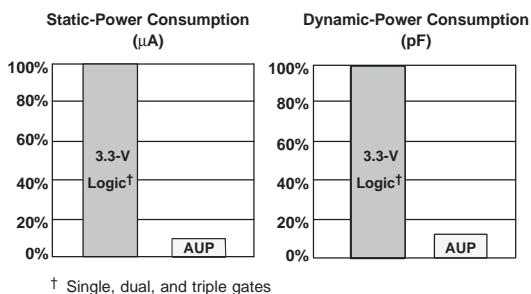 Static-Power Consumption
(µA)
100%
80%
60%
40%
20%
0%
3.3-V
Logic†
AUP
Dynamic-Power Consumption
(pF)
100%
80%
60%
40%
20%
0%
3.3-V
Logic†
AUP
† Single, dual, and triple gates